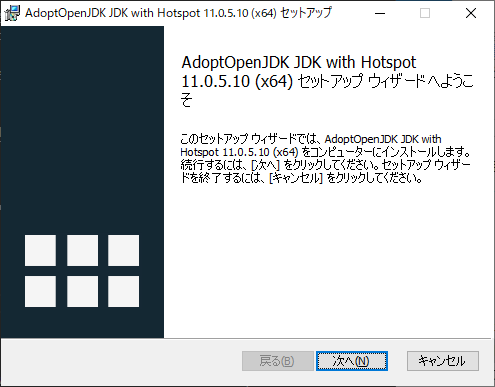 AdoptOpenJDK JDK with Hotspot 11.0.5.10 (x64) セットアップ
AdoptOpenJDK JDK with Hotspot
11.0.5.10 (x64) セットアップ ウィザードへようこ
そ
このセットアップ ウィザードでは、AdoptOpenJDK JDK with
Hotspot 11.0.5.10 (x64) をコンピューターにインストールします。
続行するには、[次へ] をクリックしてください。セットアップ ウィザー
ドを終了するには、[キャンセル] をクリックしてください。
戻る(B) 次へ(N) キャンセル